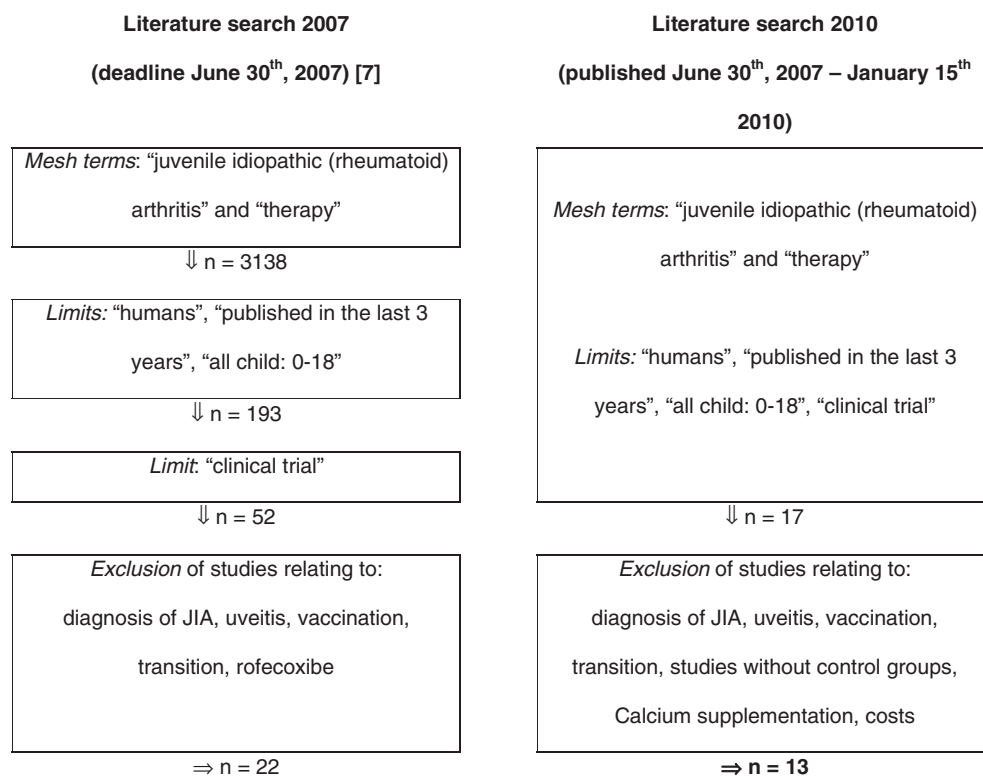 Literature search 2007
(deadline June 30th, 2007) [7]
Mesh terms: “juvenile idiopathic (rheumatoid)
arthritis” and “therapy”
⇓ n = 3138
Limits: “humans”, “published in the last 3
years”, “all child: 0-18”
⇓ n = 193
Limit: “clinical trial”
⇓ n = 52
Exclusion of studies relating to:
diagnosis of JIA, uveitis, vaccination,
transition, rofecoxibe
⇒ n = 22
Literature search 2010
(published June 30th, 2007 – January 15th
2010)
Mesh terms: “juvenile idiopathic (rheumatoid)
arthritis” and “therapy”
Limits: “humans”, “published in the last 3
years”, “all child: 0-18”, “clinical trial”
⇓ n = 17
Exclusion of studies relating to:
diagnosis of JIA, uveitis, vaccination,
transition, studies without control groups,
Calcium supplementation, costs
⇒ n = 13